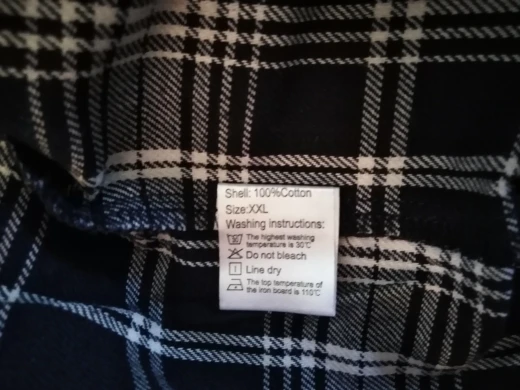 Shell: 100%Cotton
Size:XXL
Washing instructions:
The highest washing
temperature is 30℃
Do not bleach
Line dry
The top temperature of
the iron board is 110℃